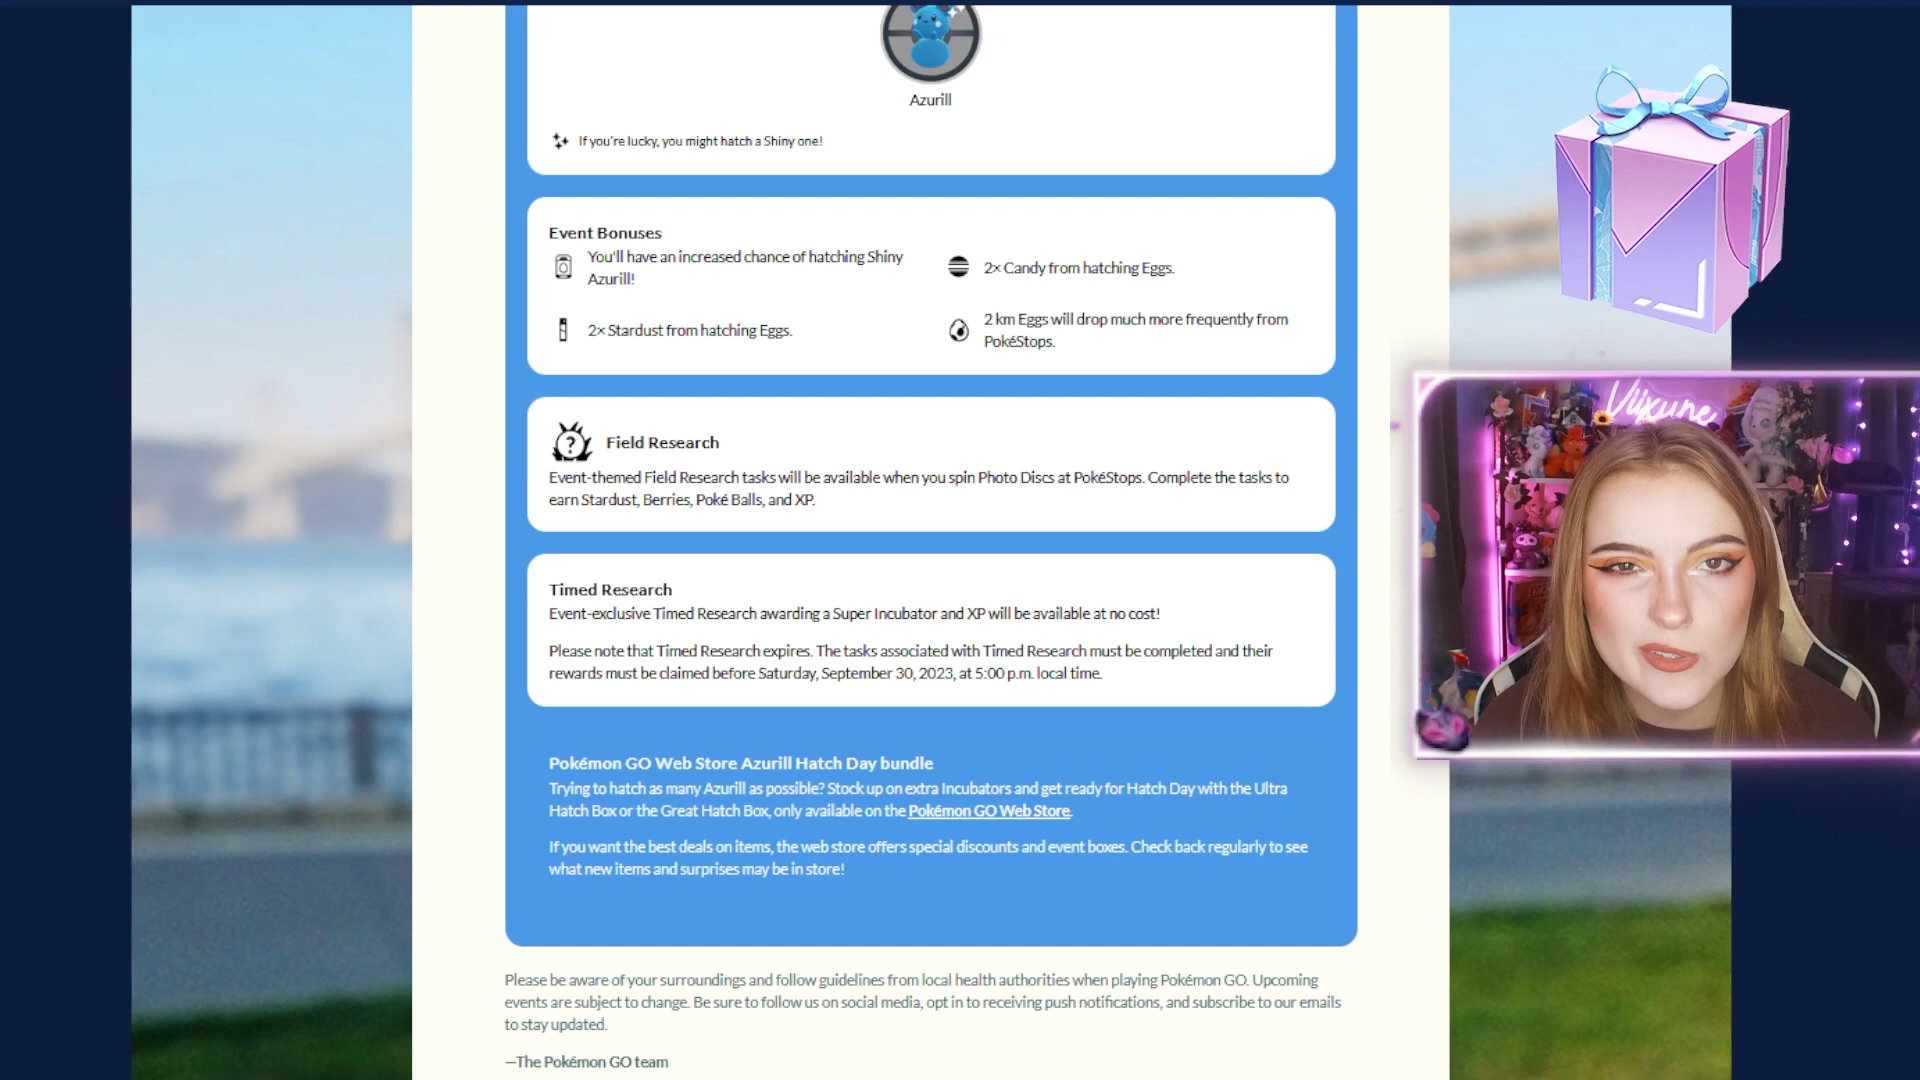 Azurill
If you're lucky, you might hatch a Shiny one!
Event Bonuses
You'll have an increased chance of hatching Shiny
Azurill!
2× Candy from hatching Eggs.
2× Stardust from hatching Eggs.
2 km Eggs will drop much more frequently from
PokéStops.
Field Research
Event-themed Field Research tasks will be available when you spin Photo Discs at PokéStops. Complete the tasks to
earn Stardust, Berries, Poké Balls, and XP.
Timed Research
Event-exclusive Timed Research awarding a Super Incubator and XP will be available at no cost!
Please note that Timed Research expires. The tasks associated with Timed Research must be completed and their
rewards must be claimed before Saturday, September 30, 2023, at 5:00 p.m. local time.
Pokémon GO Web Store Azurill Hatch Day bundle
Trying to hatch as many Azurill as possible? Stock up on extra Incubators and get ready for Hatch Day with the Ultra
Hatch Box or the Great Hatch Box, only available on the Pokémon GO Web Store.
If you want the best deals on items, the web store offers special discounts and event boxes. Check back regularly to see
what new items and surprises may be in store!
Please be aware of your surroundings and follow guidelines from local health authorities when playing Pokémon GO. Upcoming
events are subject to change. Be sure to follow us on social media, opt in to receiving push notifications, and subscribe to our emails
to stay updated.
—The Pokémon GO team
Viixune